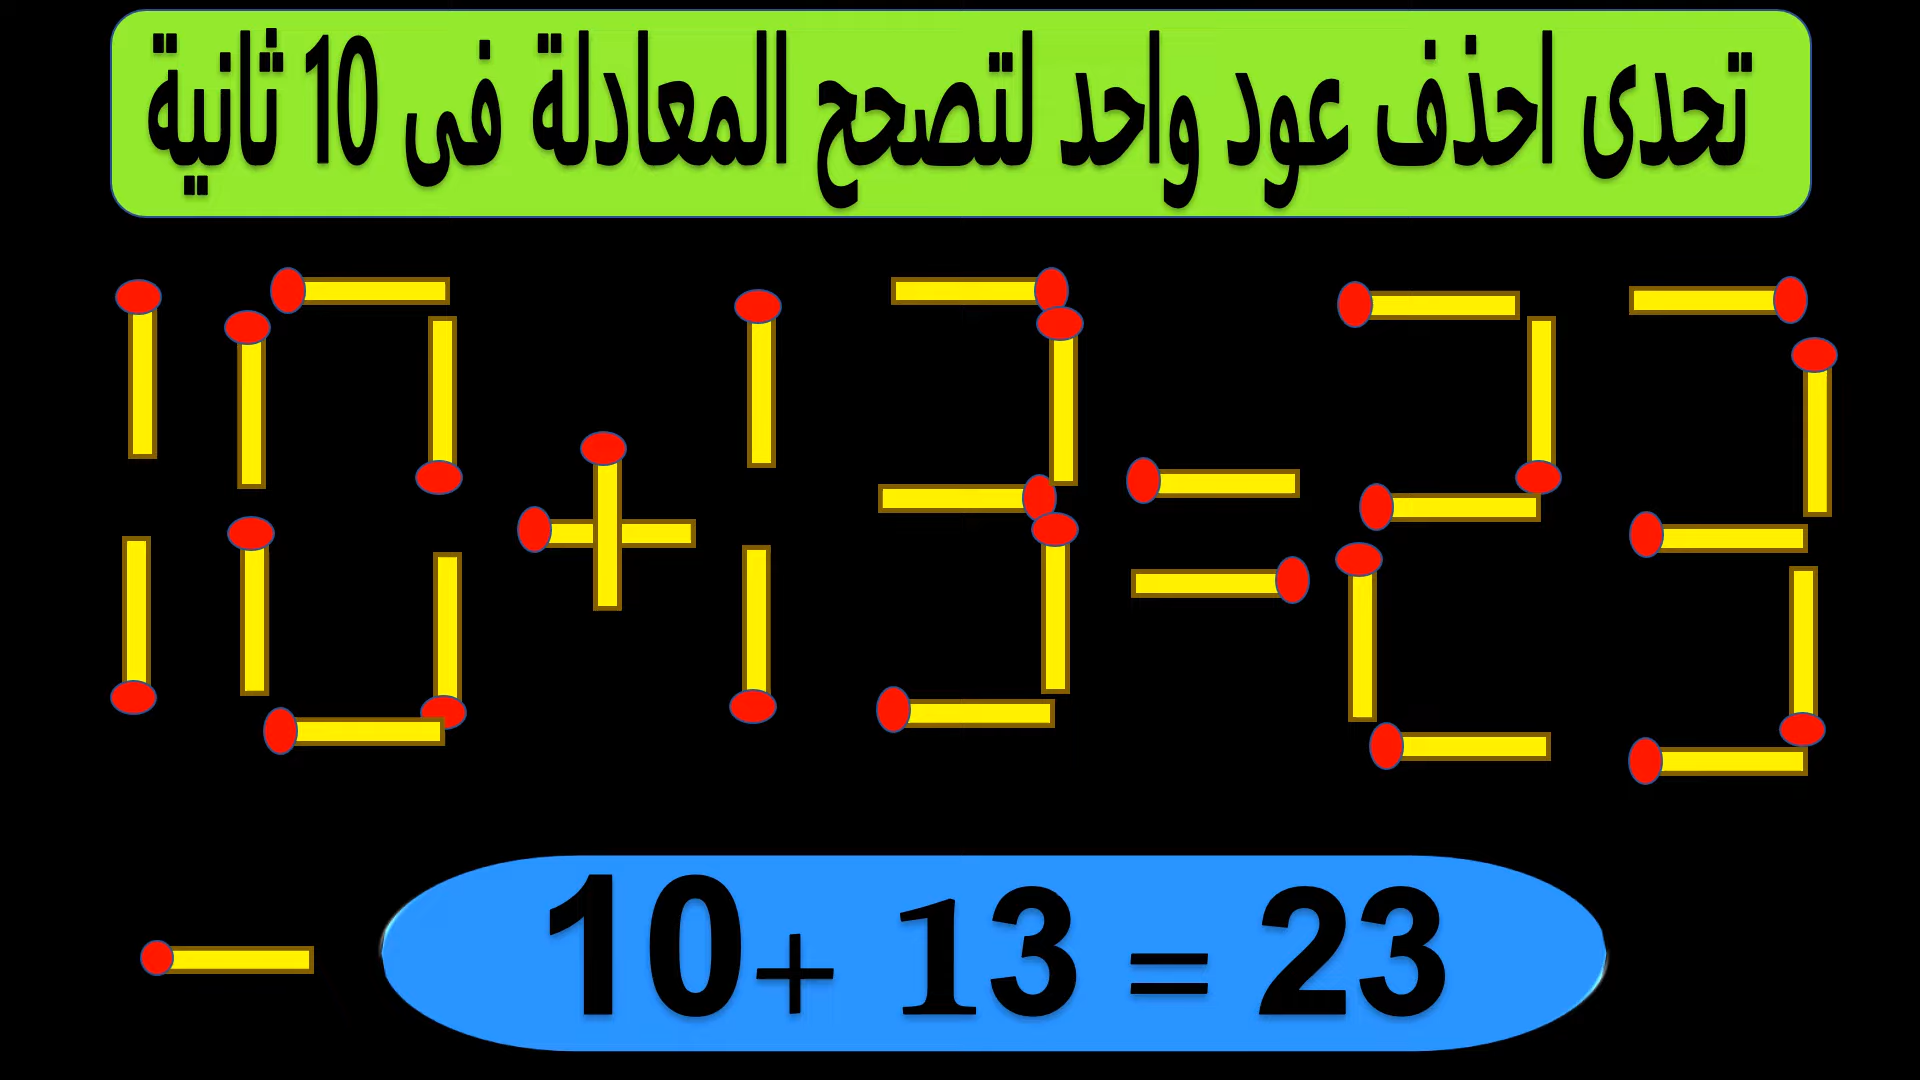 تحدى احذف عود واحد لتصحح المعادلة فى 10 ثانية
10+13=23
10+ 13 = 23